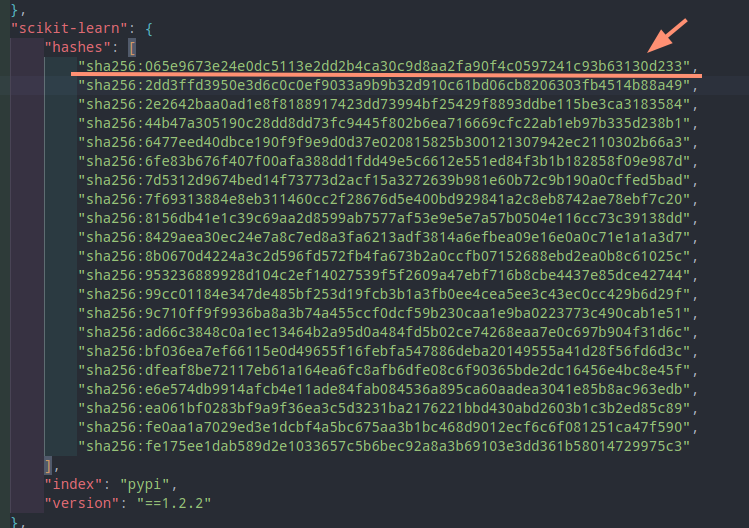 },
"scikit-learn": {
"hashes": [
"sha256:065e9673e24e0dc5113e2dd2b4ca30c9d8aa2fa90f4c0597241c93b63130d233",
"sha256:2dd3ffd3950e3d6c0c0ef9033a9b9b32d910c61bd06cb8206303fb4514b88a49",
"sha256:2e2642baa0ad1e8f8188917423dd73994bf25429f8893ddbe115be3ca3183584",
"sha256:44b47a305190c28dd8dd73fc9445f802b6ea716669cfc22ab1eb97b335d238b1",
"sha256:6477eed40dbce190f9f9e9d0d37e020815825b300121307942ec2110302b66a3",
"sha256:6fe83b676f407f00afa388dd1fdd49e5c6612e551ed84f3b1b182858f09e987d",
"sha256:7d5312d9674bed14f73773d2acf15a3272639b981e60b72c9b190a0cffed5bad",
"sha256:7f69313884e8eb311460cc2f28676d5e400bd929841a2c8eb8742ae78ebf7c20",
"sha256:8156db41e1c39c69aa2d8599ab7577af53e9e5e7a57b0504e116cc73c39138dd",
"sha256:8429aea30ec24e7a8c7ed8a3fa6213adf3814a6efbea09e16e0a0c71e1a1a3d7",
"sha256:8b0670d4224a3c2d596fd572fb4fa673b2a0ccfb07152688ebd2ea0b8c61025c",
"sha256:953236889928d104c2ef14027539f5f2609a47ebf716b8cbe4437e85dce42744",
"sha256:99cc01184e347de485bf253d19fcb3b1a3fb0ee4cea5ee3c43ec0cc429b6d29f",
"sha256:9c710ff9f9936ba8a3b74a455ccf0dcf59b230caa1e9ba0223773c490cab1e51",
"sha256:ad66c3848c0a1ec13464b2a95d0a484fd5b02ce74268eaa7e0c697b904f31d6c",
"sha256:bf036ea7ef66115e0d49655f16febfa547886deba20149555a41d28f56fd6d3c",
"sha256:dfeaf8be72117eb61a164ea6fc8afb6dfe08c6f90365bde2dc16456e4bc8e45f",
"sha256:e6e574db9914afcb4e11ade84fab084536a895ca60aadea3041e85b8ac963edb",
"sha256:ea061bf0283bf9a9f36ea3c5d3231ba2176221bbd430abd2603b1c3b2ed85c89",
"sha256:fe0aa1a7029ed3e1dcbf4a5bc675aa3b1bc468d9012ecf6c6f081251ca47f590",
"sha256:fe175ee1dab589d2e1033657c5b6bec92a8a3b69103e3dd361b58014729975c3"
],
"index": "pypi",
"version": "==1.2.2"
},